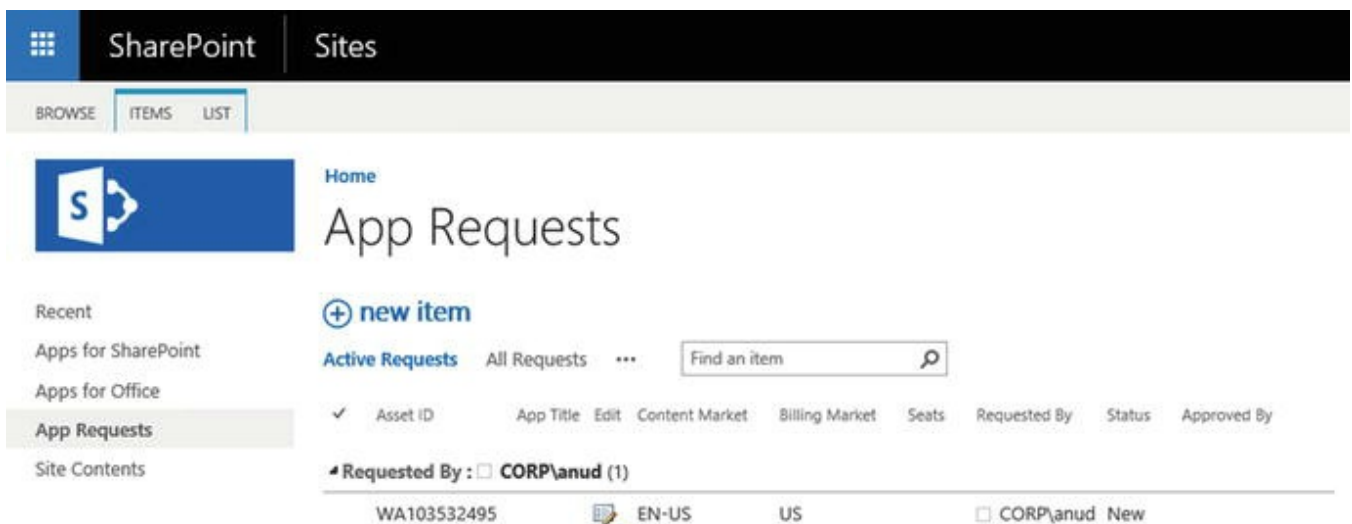 SharePoint Sites
BROWSE ITEMS LIST
S
Home
App Requests
Recent
Apps for SharePoint
Apps for Office
App Requests
Site Contents
new item
Active Requests All Requests ••• Find an item
Asset ID App Title Edit Content Market Billing Market Seats Requested By Status Approved By
Requested By : CORP\anud (1)
WA103532495 EN-US US CORP\anud New